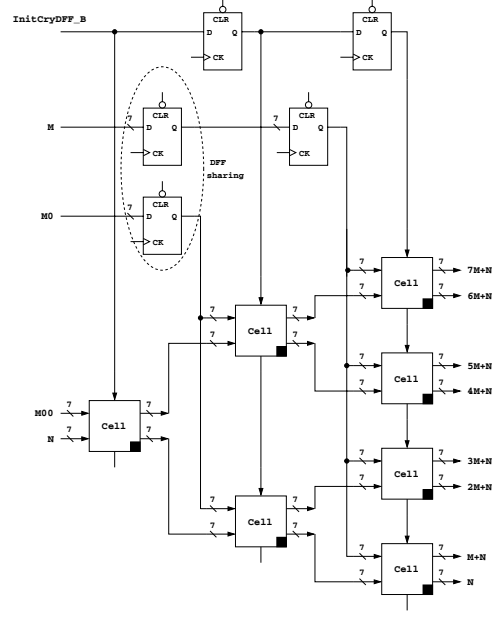 InitCryDFF_B
CLR
D Q
CK
CLR
D Q
CK
M
7
CLR
D Q
CK
7
CLR
D Q
CK
DFF
sharing
M0
7
CLR
D Q
CK
7 Cell 7 7M+N
7 7 6M+N
7 Cell 7
7 7
7 Cell 7 5M+N
7 7 4M+N
M00 7 Cell 7
N 7 7
7 Cell 7 3M+N
7 7 2M+N
7 Cell 7
7 7
7 Cell 7 M+N
7 7 N